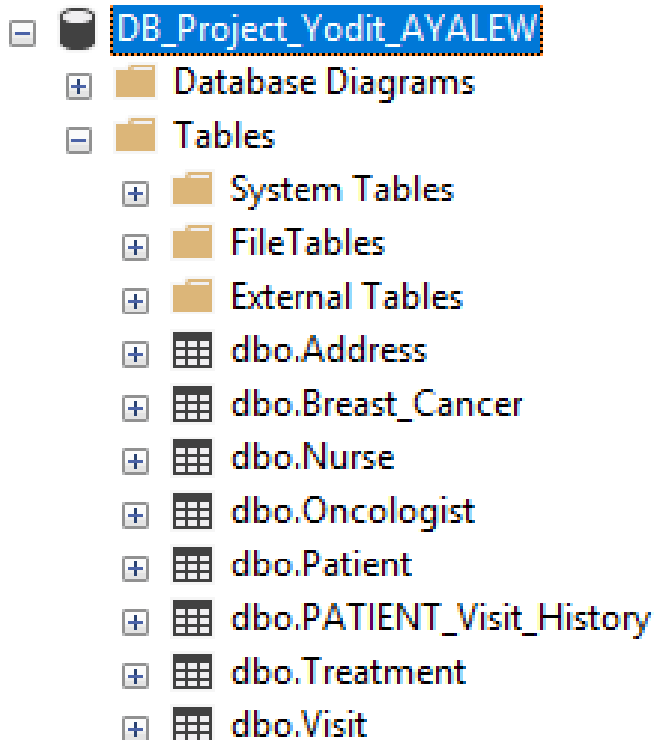 DB_Project_Yodit_AYALEW
Database Diagrams
Tables
System Tables
FileTables
External Tables
dbo.Address
dbo.Breast_Cancer
dbo.Nurse
dbo.Oncologist
dbo.Patient
dbo.PATIENT_Visit_History
dbo.Treatment
dbo.Visit